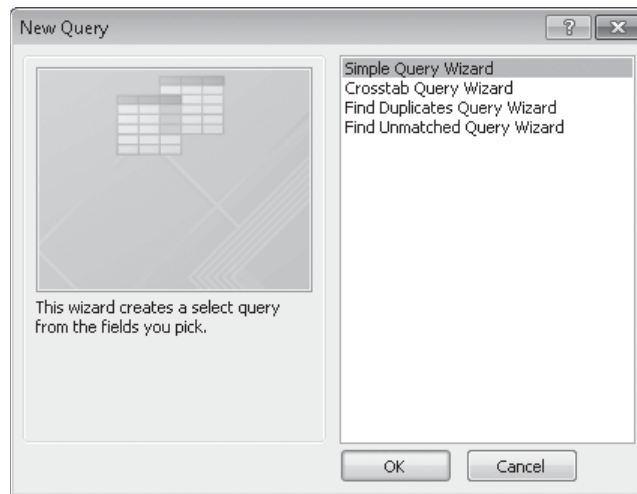 New Query
?
This wizard creates a select query
from the fields you pick.
Simple Query Wizard
Crosstab Query Wizard
Find Duplicates Query Wizard
Find Unmatched Query Wizard
OK
Cancel